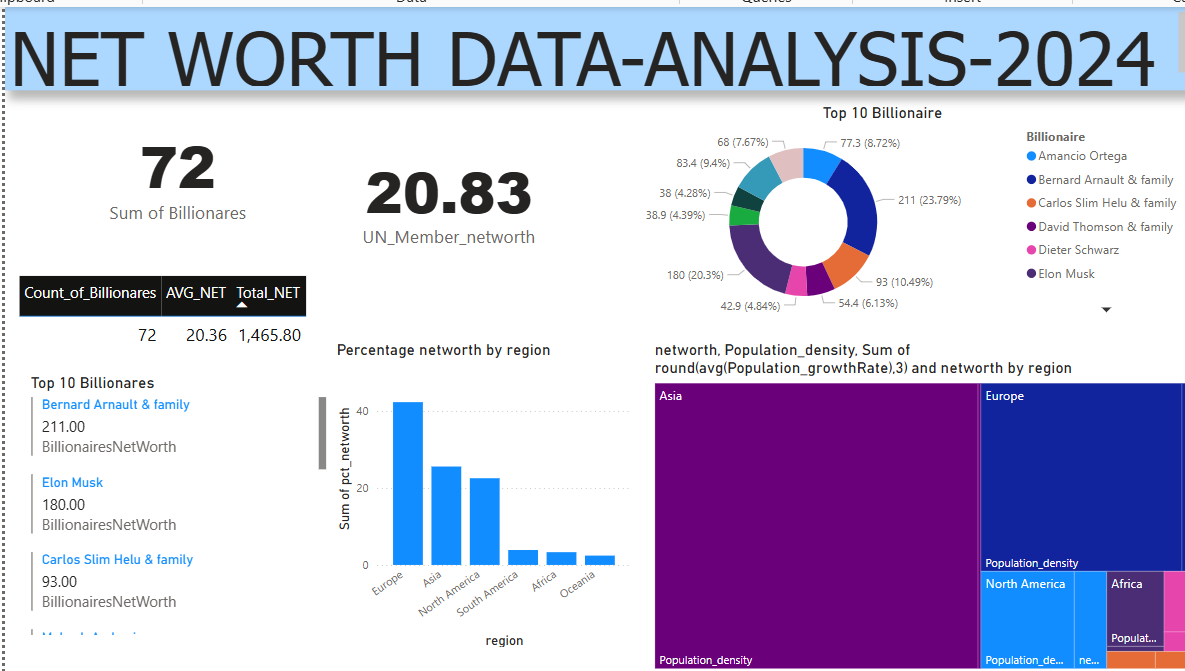 Data
Queries
Insert
NET WORTH DATA-ANALYSIS-2024
72
Sum of Billionares
20.83
UN_Member_networth
Count_of_Billionares AVG_NET Total_NET
72 20.36 1,465.80
Top 10 Billionares
Bernard Arnault & family
211.00
BillionairesNetWorth
Elon Musk
180.00
BillionairesNetWorth
Carlos Slim Helu & family
93.00
BillionairesNetWorth
Top 10 Billionaire
77.3 (8.72%)
211 (23.79%)
93 (10.49%)
54.4 (6.13%)
42.9 (4.84%)
180 (20.3%)
38.9 (4.39%)
38 (4.28%)
83.4 (9.4%)
68 (7.67%)
Billionaire
Amancio Ortega
Bernard Arnault & family
Carlos Slim Helu & family
David Thomson & family
Dieter Schwarz
Elon Musk
Percentage networth by region
Sum of pct_networth
40
20
0
Europe
Asia
North America
South America
Africa
Oceania
region
networth, Population_density, Sum of
round(avg(Population_growthRate),3) and networth by region
Asia
Population_density
Europe
Population_density
North America
Population_de...
ne...
Africa
Populat...